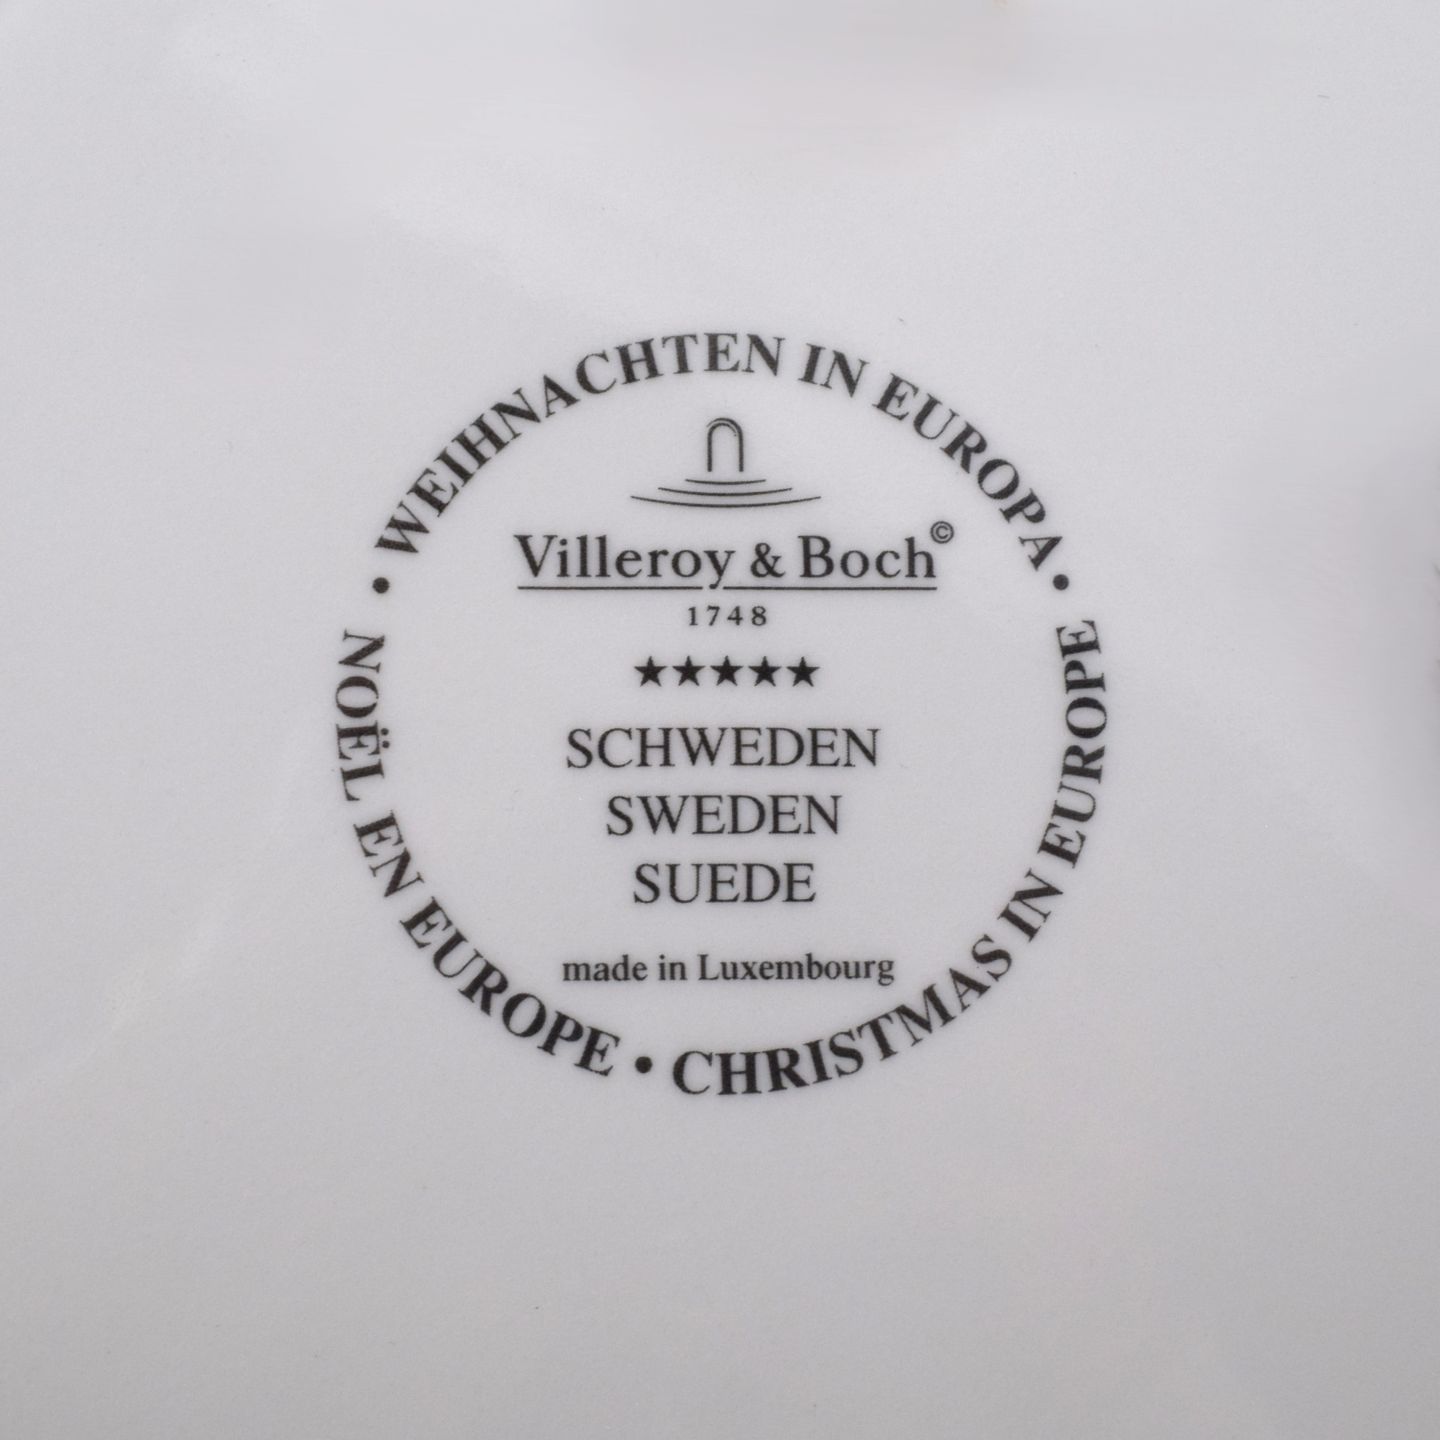 • WEIHNACHTEN IN EUROPA •
Villeroy & Boch©
1748
★★★★★
SCHWEDEN
SWEDEN
SUEDE
made in Luxembourg
NOËL EN EUROPE • CHRISTMAS IN EUROPE